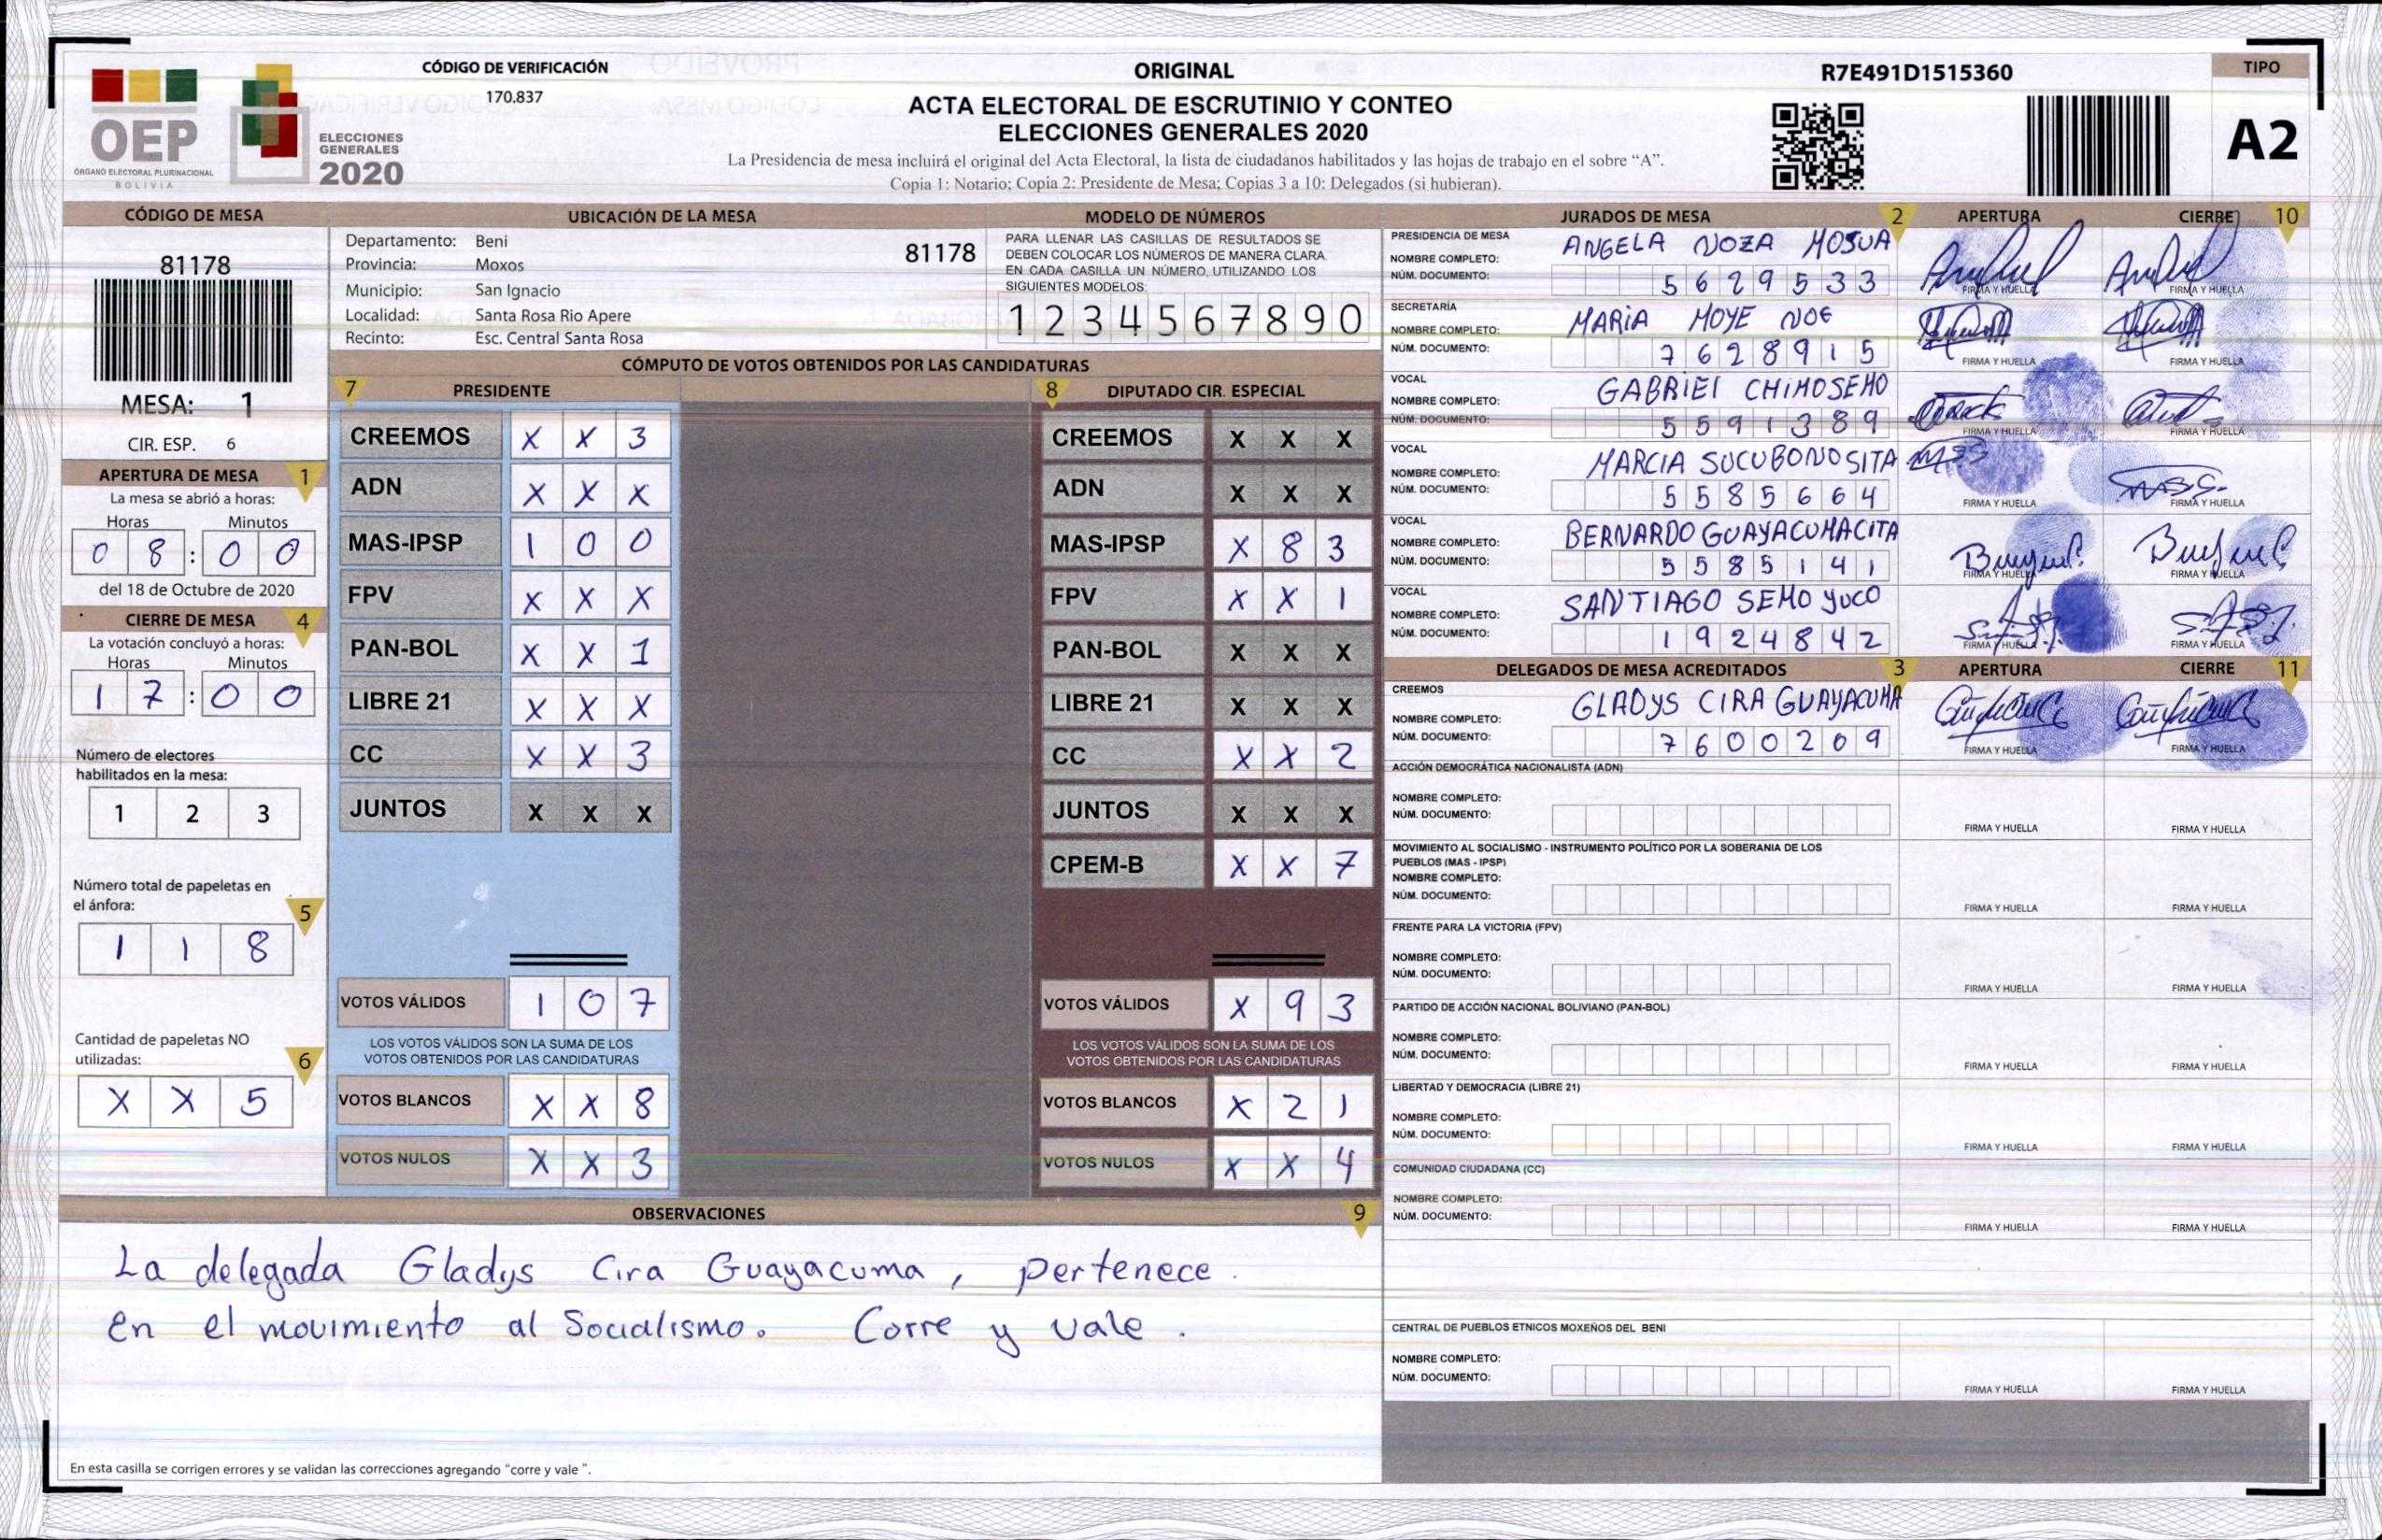 CÓDIGO DE VERIFICACIÓN
170.837
OEP
ÓRGANO ELECTORAL PLURINACIONAL
BOLIVIA
ELECCIONES
GENERALES
2020
ORIGINAL
ACTA ELECTORAL DE ESCRUTINIO Y CONTEO
ELECCIONES GENERALES 2020
La Presidencia de mesa incluirá el original del Acta Electoral, la lista de ciudadanos habilitados y las hojas de trabajo en el sobre “A”.
Copia 1: Notario; Copia 2: Presidente de Mesa; Copias 3 a 10: Delegados (si hubieran).
R7E491D1515360
TIPO
A2
CÓDIGO DE MESA
81178
MESA: 1
CIR. ESP. 6
APERTURA DE MESA 1
La mesa se abrió a horas:
Horas Minutos
0 8 : 0 0
del 18 de Octubre de 2020
CIERRE DE MESA 4
La votación concluyó a horas:
Horas Minutos
1 7 : 0 0
Número de electores
habilitados en la mesa:
1 2 3
Número total de papeletas en
el ánfora: 5
1 1 8
Cantidad de papeletas NO
utilizadas: 6
X X 5
UBICACIÓN DE LA MESA
Departamento: Beni
81178
Provincia: Moxos
Municipio: San Ignacio
Localidad: Santa Rosa Rio Apere
Recinto: Esc. Central Santa Rosa
MODELO DE NÚMEROS
PARA LLENAR LAS CASILLAS DE RESULTADOS SE
DEBEN COLOCAR LOS NÚMEROS DE MANERA CLARA.
EN CADA CASILLA UN NÚMERO, UTILIZANDO LOS
SIGUIENTES MODELOS:
1 2 3 4 5 6 7 8 9 0
CÓMPUTO DE VOTOS OBTENIDOS POR LAS CANDIDATURAS
7 PRESIDENTE
CREEMOS X X 3
ADN X X X
MAS-IPSP 1 0 0
FPV X X X
PAN-BOL X X 1
LIBRE 21 X X X
CC X X 3
JUNTOS X X X
VOTOS VÁLIDOS 1 0 7
LOS VOTOS VÁLIDOS SON LA SUMA DE LOS
VOTOS OBTENIDOS POR LAS CANDIDATURAS
VOTOS BLANCOS X X 8
VOTOS NULOS X X 3
8 DIPUTADO CIR. ESPECIAL
CREEMOS X X X
ADN X X X
MAS-IPSP X 8 3
FPV X X 1
PAN-BOL X X X
LIBRE 21 X X X
CC X X 2
JUNTOS X X X
CPEM-B X X 7
VOTOS VÁLIDOS X 9 3
LOS VOTOS VÁLIDOS SON LA SUMA DE LOS
VOTOS OBTENIDOS POR LAS CANDIDATURAS
VOTOS BLANCOS X 2 1
VOTOS NULOS X X 4
OBSERVACIONES 9
La delegada Gladys Cira Guayacuma, pertenece
en el movimiento al Socialismo. Corre y vale.
En esta casilla se corrigen errores y se validan las correcciones agregando “corre y vale ”.
JURADOS DE MESA 2 APERTURA CIERRE 10
PRESIDENCIA DE MESA
NOMBRE COMPLETO: ANGELA NOZA MOSUA
NÚM. DOCUMENTO: 5629533
FIRMA Y HUELLA FIRMA Y HUELLA
SECRETARÍA
NOMBRE COMPLETO: MARIA MOYE NOE
NÚM. DOCUMENTO: 7628915
FIRMA Y HUELLA FIRMA Y HUELLA
VOCAL
NOMBRE COMPLETO: GABRIEl CHIMOSEMO
NÚM. DOCUMENTO: 5591389
FIRMA Y HUELLA FIRMA Y HUELLA
VOCAL
NOMBRE COMPLETO: MARCIA SUCUBONO SITA
NÚM. DOCUMENTO: 5585664
FIRMA Y HUELLA FIRMA Y HUELLA
VOCAL
NOMBRE COMPLETO: BERNARDO GUAYACUMACITA
NÚM. DOCUMENTO: 5585141
FIRMA Y HUELLA FIRMA Y HUELLA
VOCAL
NOMBRE COMPLETO: SANTIAGO SEMO YUCO
NÚM. DOCUMENTO: 1924842
FIRMA Y HUELLA FIRMA Y HUELLA
DELEGADOS DE MESA ACREDITADOS 3 APERTURA CIERRE 11
CREEMOS
NOMBRE COMPLETO: GLADYS CIRA GUAYACUMA
NÚM. DOCUMENTO: 7600209
FIRMA Y HUELLA FIRMA Y HUELLA
ACCIÓN DEMOCRÁTICA NACIONALISTA (ADN)
NOMBRE COMPLETO:
NÚM. DOCUMENTO:
FIRMA Y HUELLA FIRMA Y HUELLA
MOVIMIENTO AL SOCIALISMO - INSTRUMENTO POLÍTICO POR LA SOBERANIA DE LOS
PUEBLOS (MAS - IPSP)
NOMBRE COMPLETO:
NÚM. DOCUMENTO:
FIRMA Y HUELLA FIRMA Y HUELLA
FRENTE PARA LA VICTORIA (FPV)
NOMBRE COMPLETO:
NÚM. DOCUMENTO:
FIRMA Y HUELLA FIRMA Y HUELLA
PARTIDO DE ACCIÓN NACIONAL BOLIVIANO (PAN-BOL)
NOMBRE COMPLETO:
NÚM. DOCUMENTO:
FIRMA Y HUELLA FIRMA Y HUELLA
LIBERTAD Y DEMOCRACIA (LIBRE 21)
NOMBRE COMPLETO:
NÚM. DOCUMENTO:
FIRMA Y HUELLA FIRMA Y HUELLA
COMUNIDAD CIUDADANA (CC)
NOMBRE COMPLETO:
NÚM. DOCUMENTO:
FIRMA Y HUELLA FIRMA Y HUELLA
CENTRAL DE PUEBLOS ETNICOS MOXEÑOS DEL BENI
NOMBRE COMPLETO:
NÚM. DOCUMENTO:
FIRMA Y HUELLA FIRMA Y HUELLA